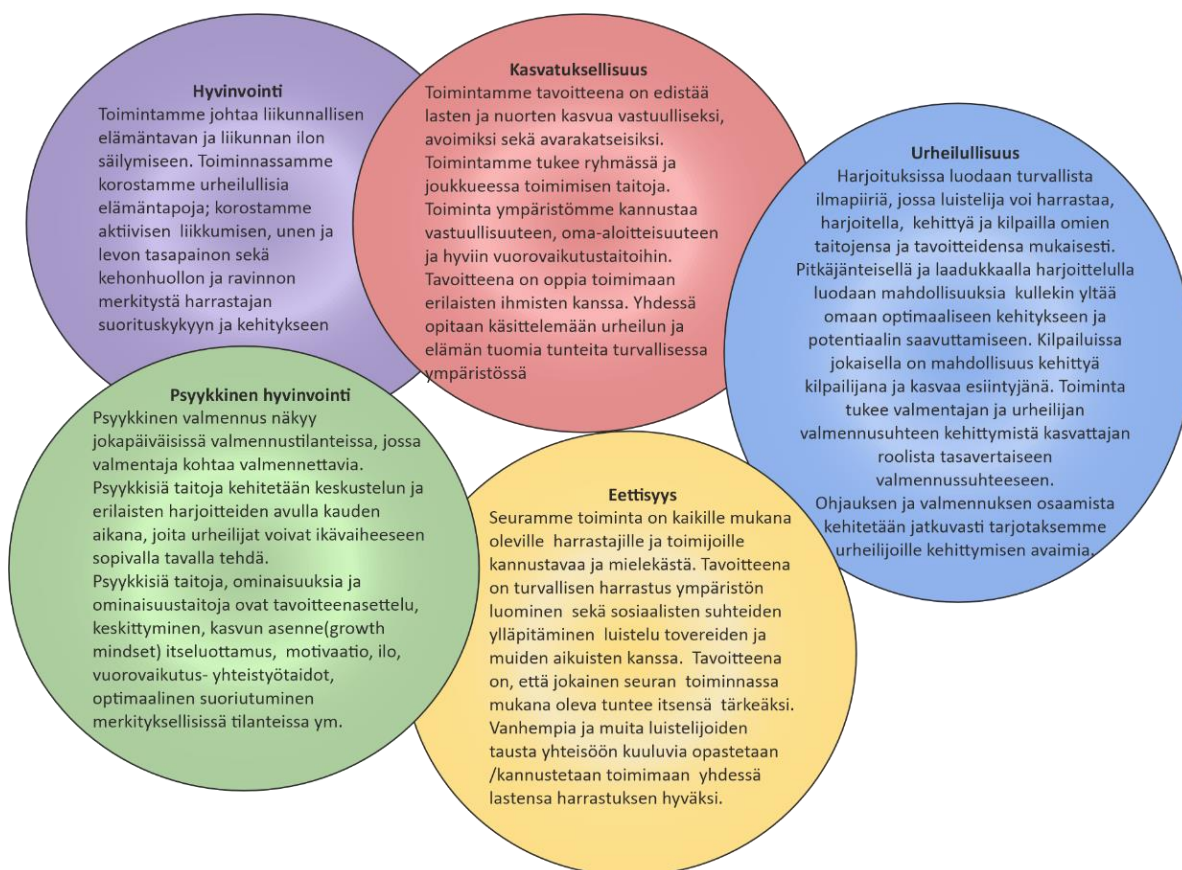 Hyvinvointi
Toimintamme johtaa liikunnallisen
elämäntavan ja liikunnan ilon
säilymiseen. Toiminnassamme
korostamme urheilullisia
elämäntapoja; korostamme
aktiivisen liikkumisen, unen ja
levon tasapainon sekä
kehonhuollon ja ravinnon
merkitystä harrastajan
suorituskykyyn ja kehitykseen
Kasvatuksellisuus
Toimintamme tavoitteena on edistää
lasten ja nuorten kasvua vastuulliseksi,
avoimiksi sekä avarakatseisiksi.
Toimintamme tukee ryhmässä ja
joukkueessa toimimisen taitoja.
Toiminta ympäristömme kannustaa
vastuullisuuteen, oma-aloitteisuuteen
ja hyviin vuorovaikutustaitoihin.
Tavoitteena on oppia toimimaan
erilaisten ihmisten kanssa. Yhdessä
opitaan käsittelemään urheilun ja
elämän tuomia tunteita turvallisessa
ympäristössä
Urheilullisuus
Harjoituksissa luodaan turvallista
ilmapiiriä, jossa luistelija voi harrastaa,
harjoitella, kehittyä ja kilpailla omien
taitojensa ja tavoitteidensa mukaisesti.
Pitkäjänteisellä ja laadukkaalla harjoittelulla
luodaan mahdollisuuksia kullekin yltää
omaan optimaaliseen kehitykseen ja
potentiaalin saavuttamiseen. Kilpailuissa
jokaisella on mahdollisuus kehittyä
kilpailijana ja kasvaa esiintyjänä. Toiminta
tukee valmentajan ja urheilijan
valmennusuhteen kehittymistä kasvattajan
roolista tasavertaiseen
valmennussuhteeseen.
Ohjauksen ja valmennuksen osaamista
kehitetään jatkuvasti tarjotaksemme
urheilijoille kehittymisen avaimia.
Psyykkinen hyvinvointi
Psyykkinen valmennus näkyy
jokapäiväisissä valmennustilanteissa, jossa
valmentaja kohtaa valmennettavia.
Psyykkisiä taitoja kehitetään keskustelun ja
erilaisten harjoitteiden avulla kauden
aikana, joita urheilijat voivat ikävaiheeseen
sopivalla tavalla tehdä.
Psyykkisiä taitoja, ominaisuuksia ja
ominaisuustaitoja ovat tavoitteenasettelu,
keskittyminen, kasvun asenne(growth
mindset) itseluottamus, motivaatio, ilo,
vuorovaikutus- yhteistyötaidot,
optimaalinen suoriutuminen
merkityksellisissä tilanteissa ym.
Eettisyys
Seuramme toiminta on kaikille mukana
oleville harrastajille ja toimijoille
kannustavaa ja mielekästä. Tavoitteena
on turvallisen harrastus ympäristön
luominen sekä sosiaalisten suhteiden
ylläpitäminen luistelu tovereiden ja
muiden aikuisten kanssa. Tavoitteena
on, että jokainen seuran toiminnassa
mukana oleva tuntee itsensä tärkeäksi.
Vanhempia ja muita luistelijoiden
tausta yhteisöön kuuluvia opastetaan
/kannustetaan toimimaan yhdessä
lastensa harrastuksen hyväksi.